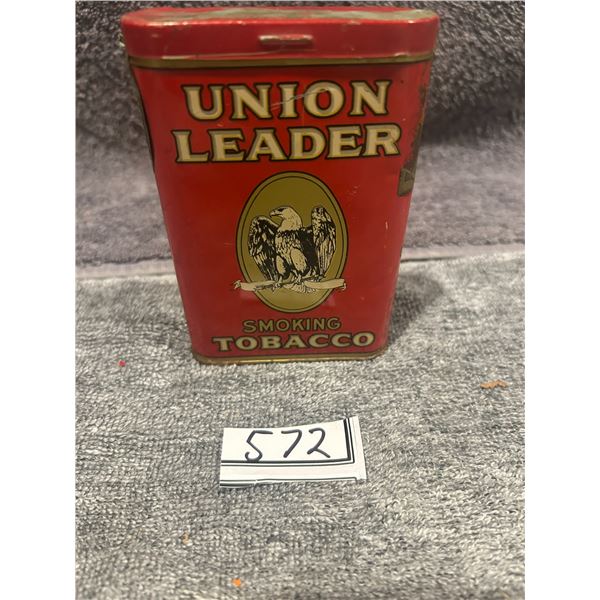 UNION
LEADER
SMOKING
TOBACCO
572